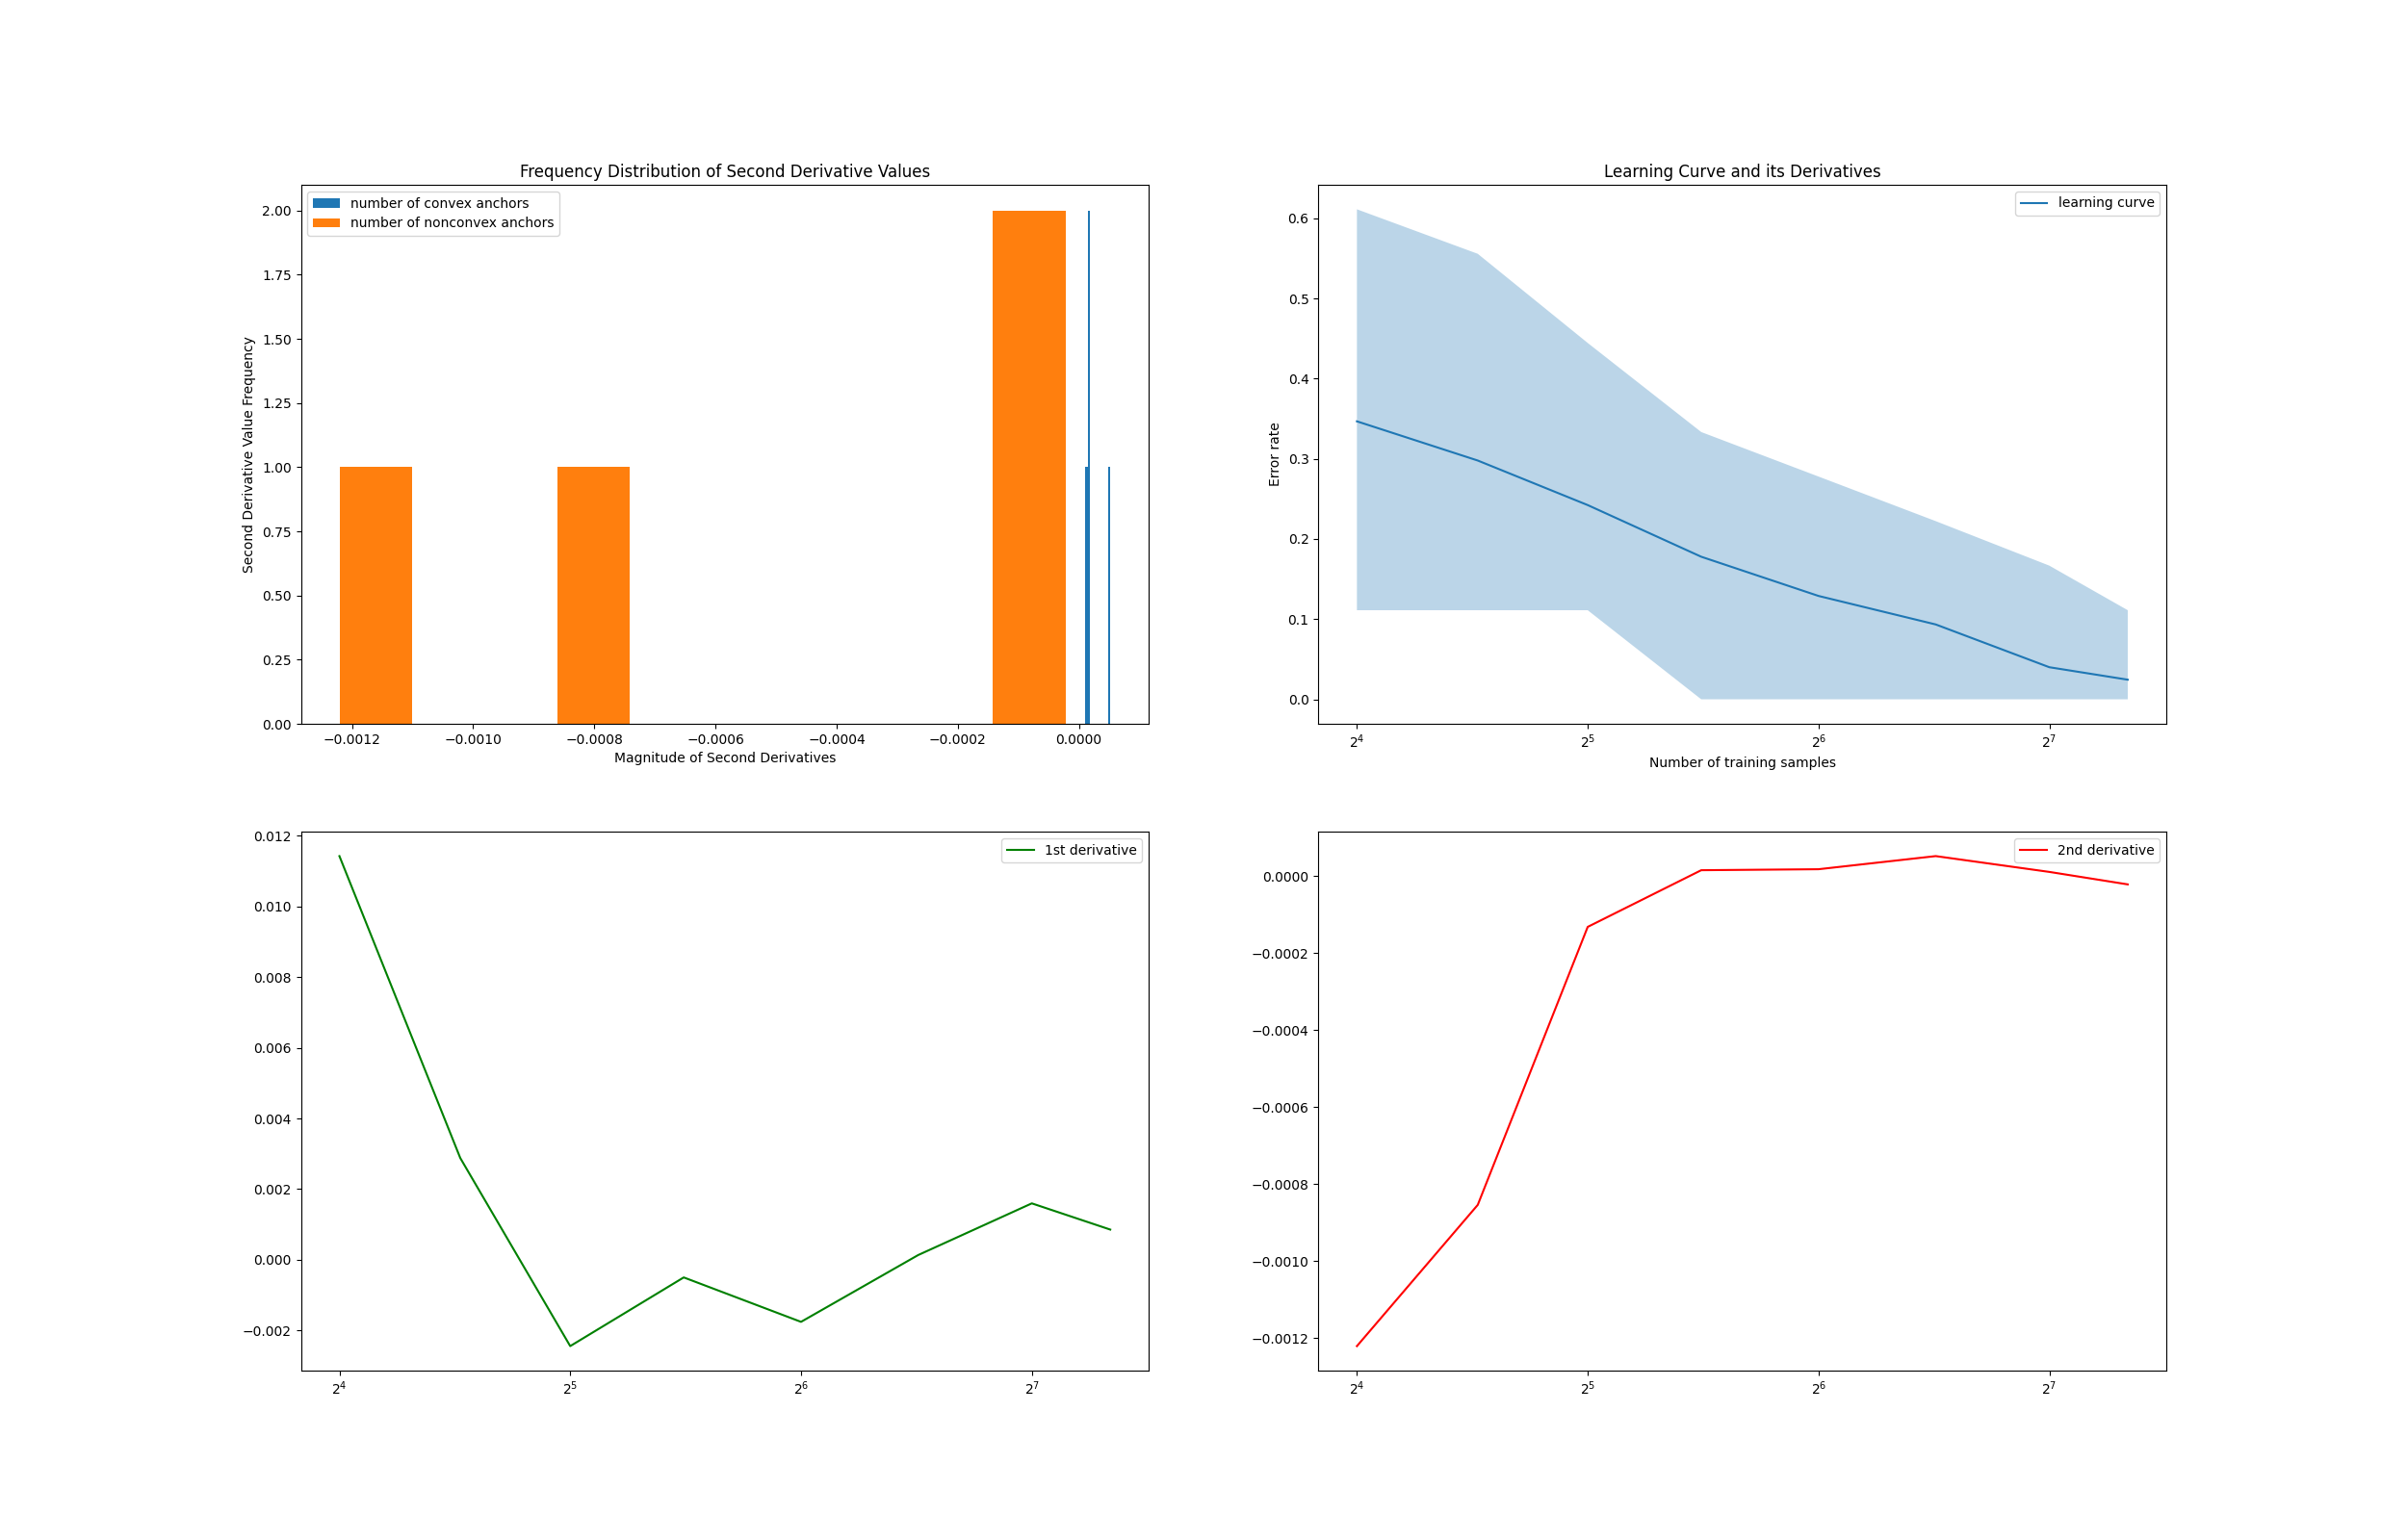 Frequency Distribution of Second Derivative Values
number of convex anchors
number of nonconvex anchors
2.00
1.75
1.50
1.25
1.00
0.75
0.50
0.25
0.00
Second Derivative Value Frequency
−0.0012 −0.0010 −0.0008 −0.0006 −0.0004 −0.0002 0.0000
Magnitude of Second Derivatives
Learning Curve and its Derivatives
learning curve
0.6
0.5
0.4
0.3
0.2
0.1
0.0
Error rate
2⁴ 2⁵ 2⁶ 2⁷
Number of training samples
1st derivative
0.012
0.010
0.008
0.006
0.004
0.002
0.000
−0.002
2⁴ 2⁵ 2⁶ 2⁷
2nd derivative
0.0000
−0.0002
−0.0004
−0.0006
−0.0008
−0.0010
−0.0012
2⁴ 2⁵ 2⁶ 2⁷